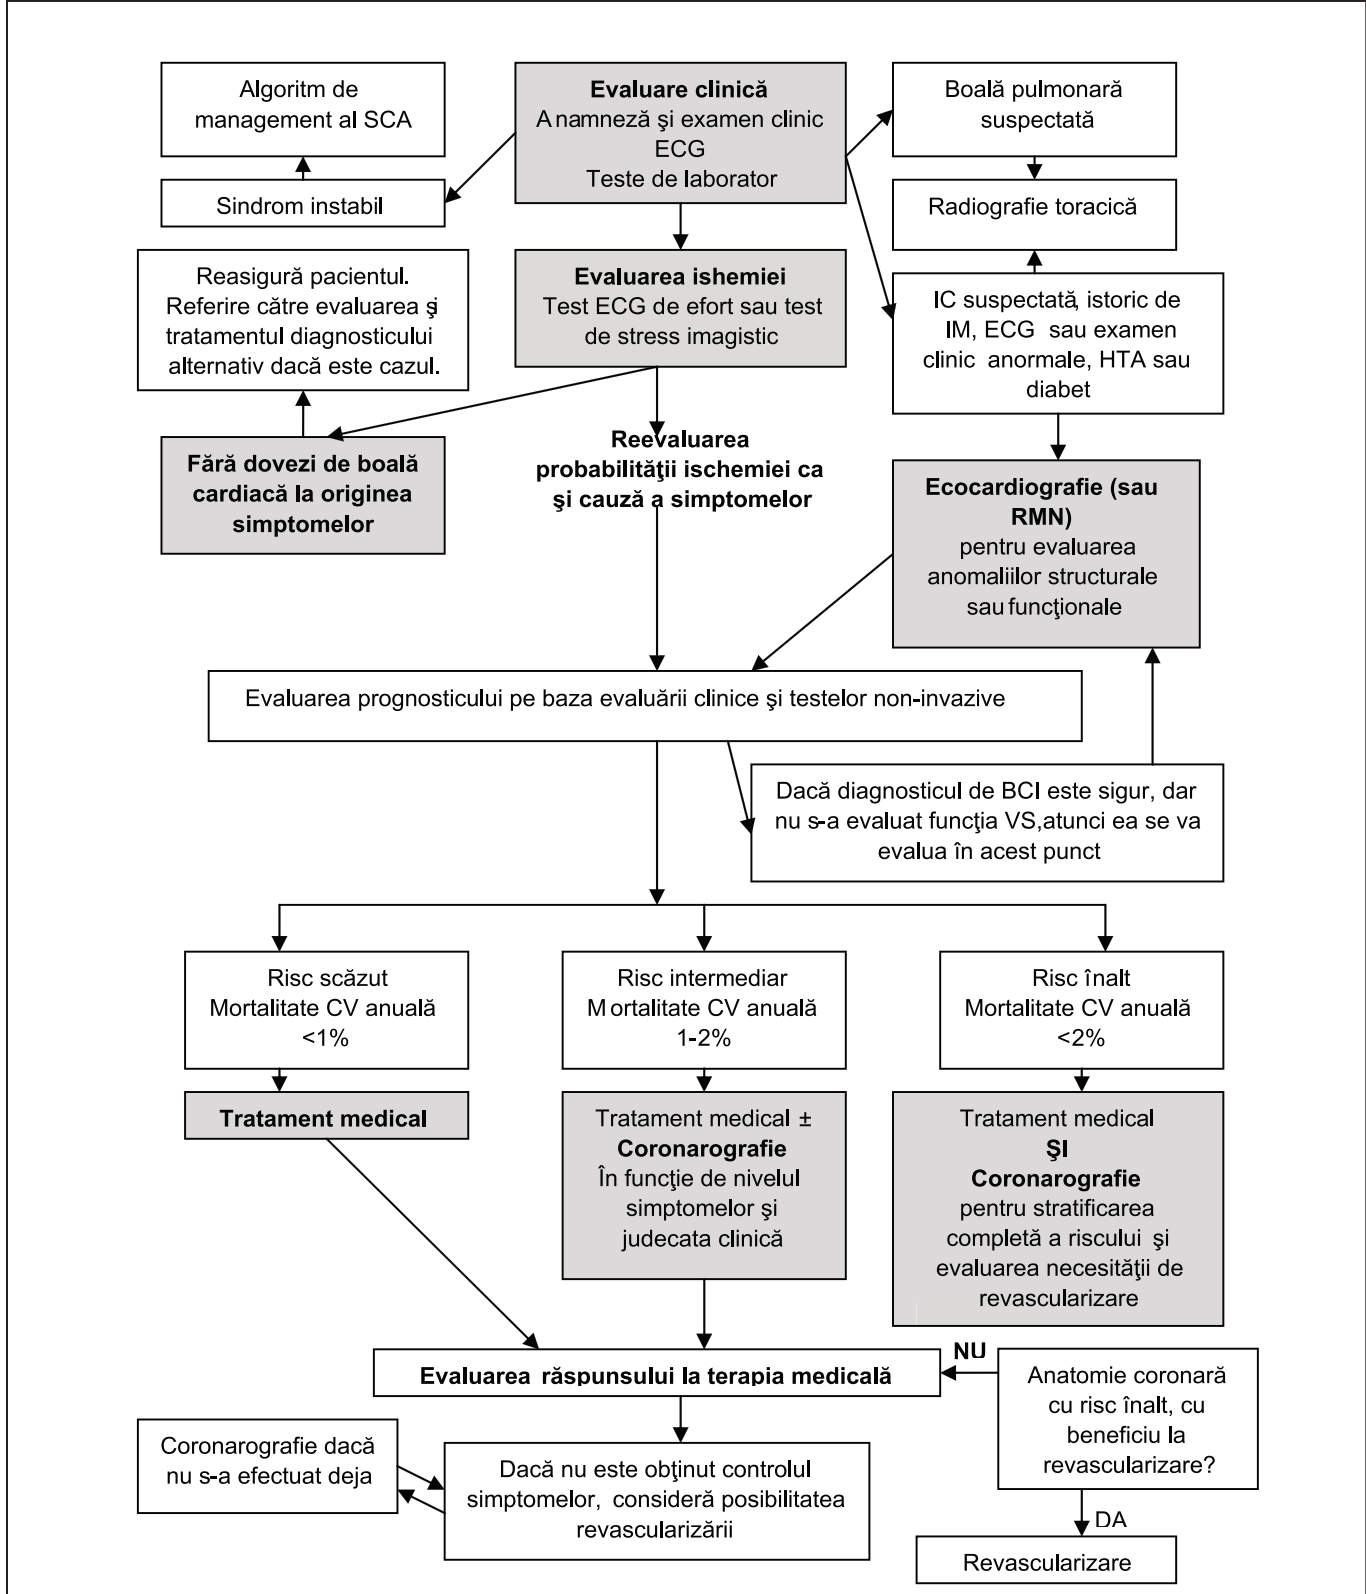 Algoritm de
management al SCA
Evaluare clinică
Anamneză şi examen clinic
ECG
Teste de laborator
Boală pulmonară
suspectată
Sindrom instabil
Radiografie toracică
Reasigură pacientul.
Referire către evaluarea şi
tratamentul diagnosticului
alternativ dacă este cazul.
Evaluarea ishemiei
Test ECG de efort sau test
de stress imagistic
IC suspectată, istoric de
IM, ECG sau examen
clinic anormale, HTA sau
diabet
Fără dovezi de boală
cardiacă la originea
simptomelor
Reevaluarea
probabilităţii ischemiei ca
şi cauză a simptomelor
Ecocardiografie (sau
RMN)
pentru evaluarea
anomaliilor structurale
sau funcţionale
Evaluarea prognosticului pe baza evaluării clinice şi testelor non-invazive
Dacă diagnosticul de BCI este sigur, dar
nu s-a evaluat funcţia VS,atunci ea se va
evalua în acest punct
Risc scăzut
Mortalitate CV anuală
<1%
Risc intermediar
Mortalitate CV anuală
1-2%
Risc înalt
Mortalitate CV anuală
<2%
Tratament medical
Tratament medical ±
Coronarografie
În funcţie de nivelul
simptomelor şi
judecata clinică
Tratament medical
ŞI
Coronarografie
pentru stratificarea
completă a riscului şi
evaluarea necesităţii de
revascularizare
Evaluarea răspunsului la terapia medicală
NU
Anatomie coronară
cu risc înalt, cu
beneficiu la
revascularizare?
Coronarografie dacă
nu s-a efectuat deja
Dacă nu este obţinut controlul
simptomelor, consideră posibilitatea
revascularizării
DA
Revascularizare